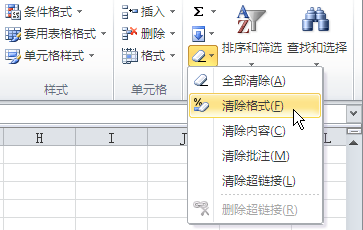 条件格式
套用表格格式
单元格样式
样式
插入
删除
格式
单元格
Σ
排序和筛选
查找和选择
全部清除(A)
清除格式(F)
清除内容(C)
清除批注(M)
清除超链接(L)
删除超链接(R)
H I J L